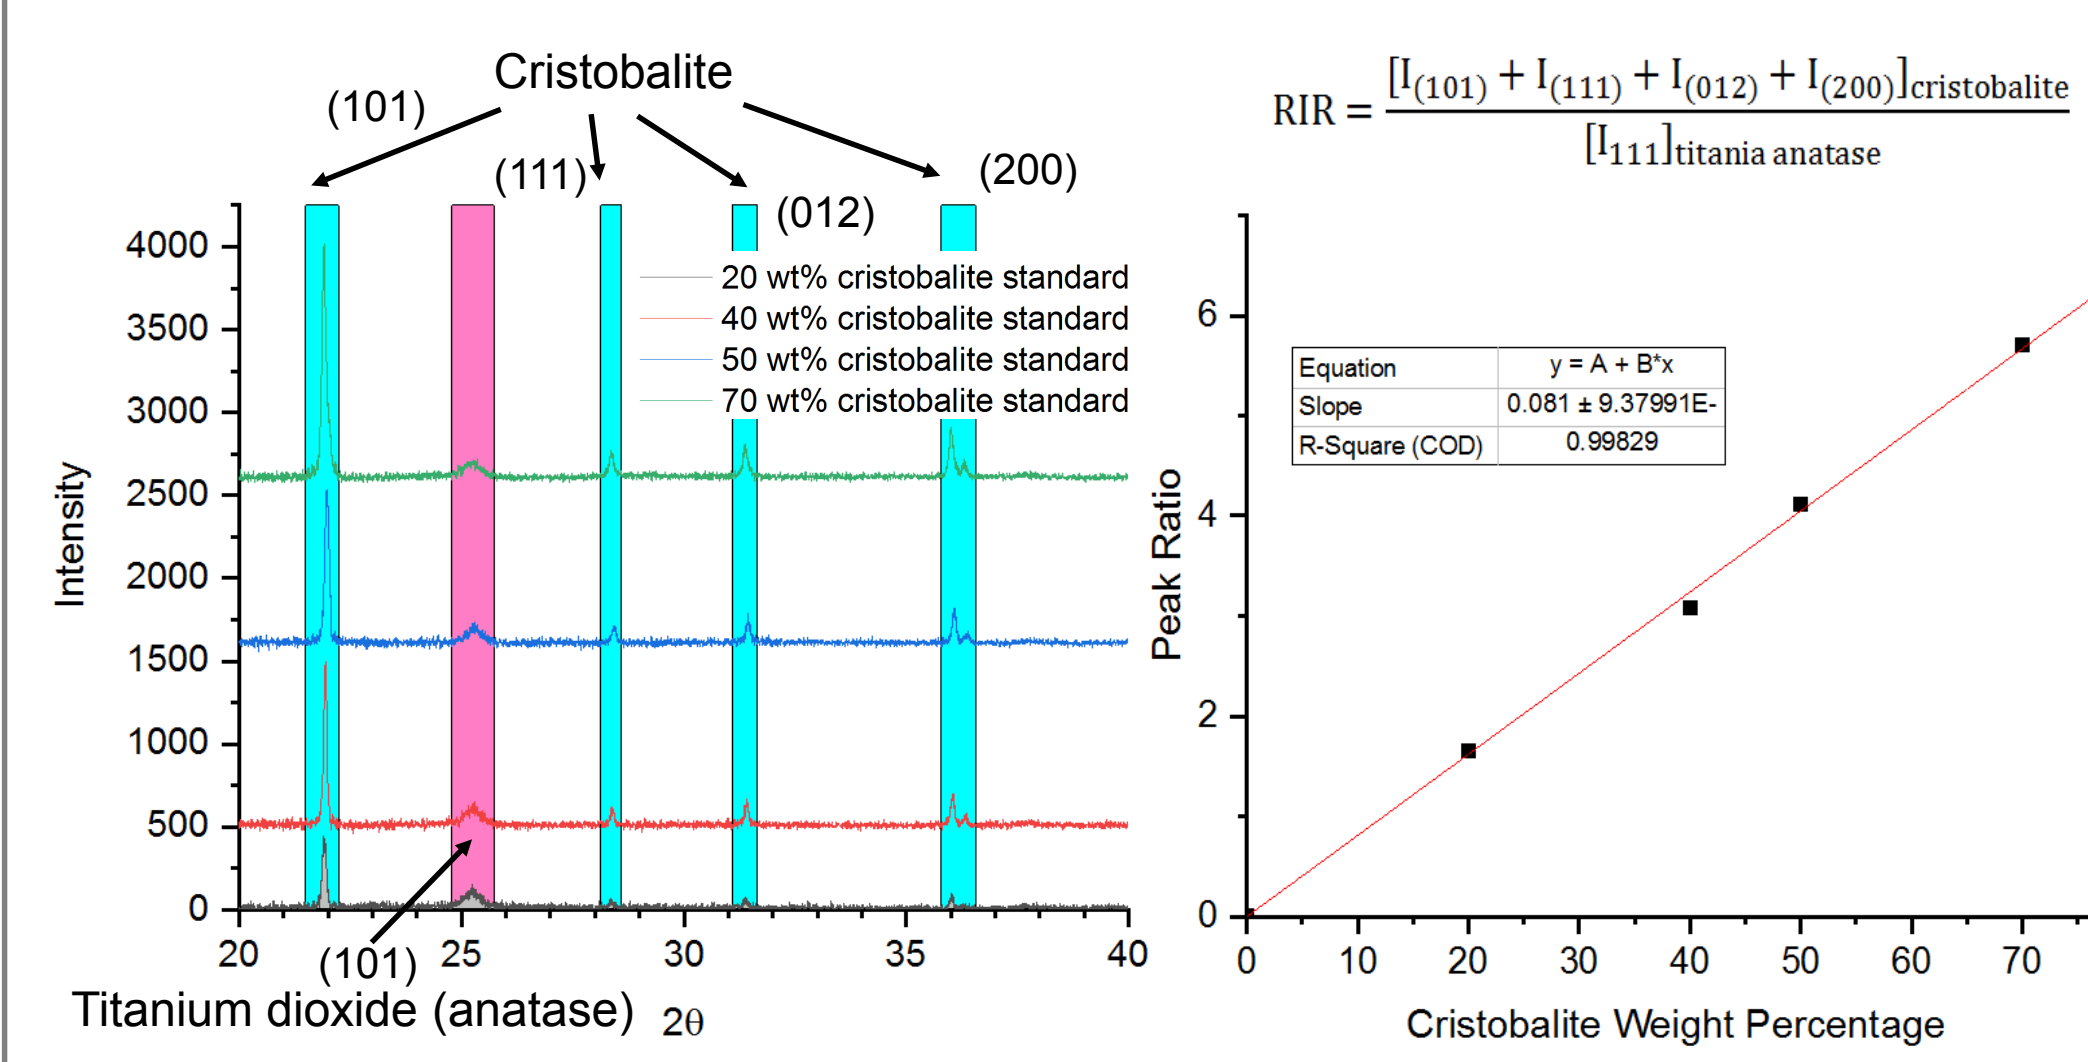 Cristobalite
(101)
(111)
(012)
(200)
20 wt% cristobalite standard
40 wt% cristobalite standard
50 wt% cristobalite standard
70 wt% cristobalite standard
4000
3500
3000
2500
2000
1500
1000
500
0
Intensity
20
25
30
35
40
(101)
Titanium dioxide (anatase)
2θ
RIR = [I(101) + I(111) + I(012) + I(200)]cristobalite
[I111]titania anatase
6
4
2
0
Peak Ratio
Equation y = A + B*x
Slope 0.081 ± 9.37991E-
R-Square (COD) 0.99829
0 10 20 30 40 50 60 70
Cristobalite Weight Percentage